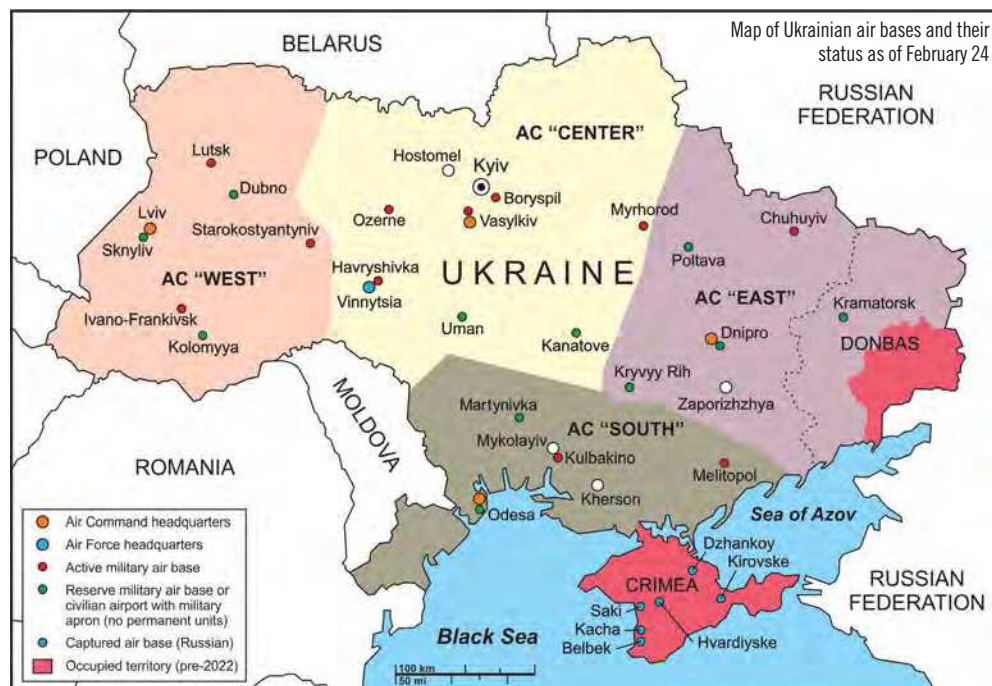 Map of Ukrainian air bases and their
status as of February 24
BELARUS
RUSSIAN
FEDERATION
POLAND
AC "CENTER"
Hostomel
Kyiv
Lutsk
Dubno
Boryspil
Lviv
Ozerne
Vasylkiv
Myrhorod
Chuhuyiv
Sknyliv
Starokostyantyniv
Poltava
AC "WEST"
Havryshivka
Vinnytsia
UKRAINE
AC "EAST"
Kramatorsk
Ivano-Frankivsk
Kolomyya
Uman
Kanatove
Dnipro
DONBAS
Kryvyy Rih
Zaporizhzhya
MOLDOVA
Martynivka
AC "SOUTH"
Mykołayiv
Kulbakino
Melitopol
ROMANIA
Kherson
Odesa
Sea of Azov
Dzhankoy
Kirovske
CRIMEA
RUSSIAN
FEDERATION
Saki
Kacha
Belbek
Hvardiyske
Black Sea
100 km
50 mi
Air Command headquarters
Air Force headquarters
Active military air base
Reserve military air base or
civilian airport with military
apron (no permanent units)
Captured air base (Russian)
Occupied territory (pre-2022)